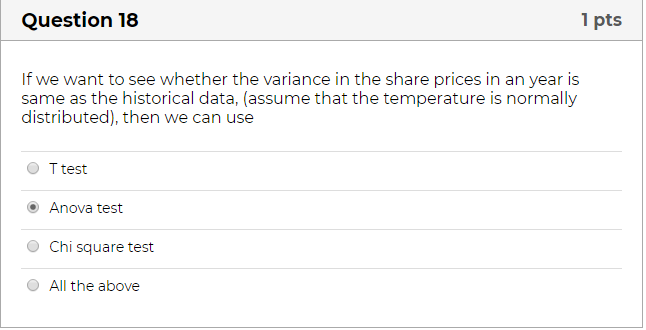 Question 18
1 pts
If we want to see whether the variance in the share prices in an year is
same as the historical data, (assume that the temperature is normally
distributed), then we can use
T test
Anova test
Chi square test
All the above